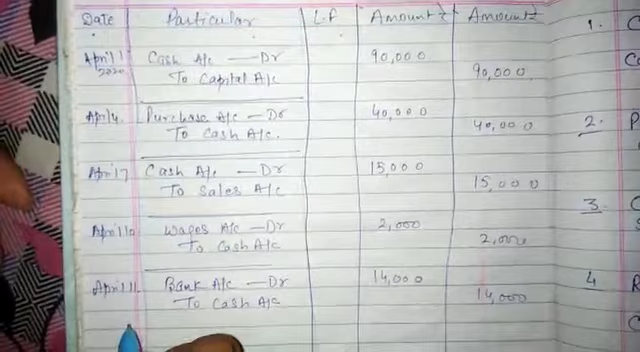 Date Particular L.F Amount₹ Amount₹
April 1 Cash A/c — Dr 90,000
2020 To Capital A/c 90,000
Apr/4 Purchase A/c — Dr 40,000
To Cash A/c. 40,000
Apri 7 Cash A/c — Dr 15,000
To Sales A/c 15,000
April 10 Wages A/c — Dr 2,000
To Cash A/c 2,000
April 11 Bank A/c — Dr 14,000
To Cash A/c 14,000
1. C
Ca
2. P
3. C
S
4 R
C